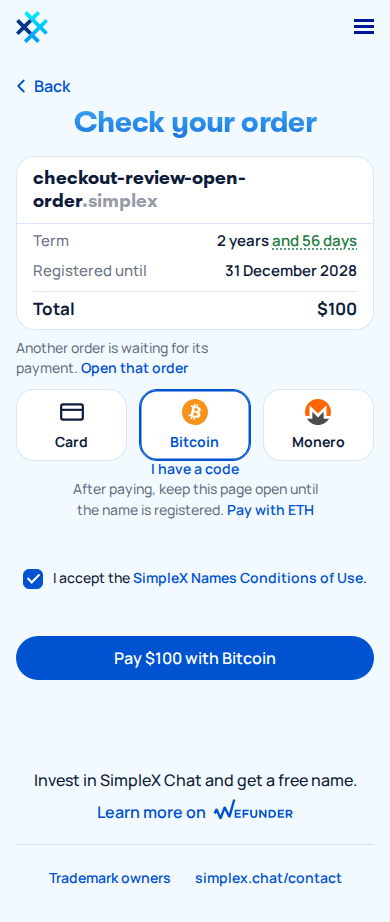 Back
Check your order
checkout-review-open-
order.simplex
Term 2 years and 56 days
Registered until 31 December 2028
Total $100
Another order is waiting for its
payment. Open that order
Card Bitcoin Monero
I have a code
After paying, keep this page open until
the name is registered. Pay with ETH
I accept the SimpleX Names Conditions of Use.
Pay $100 with Bitcoin
Invest in SimpleX Chat and get a free name.
Learn more on WEFUNDER
Trademark owners simplex.chat/contact